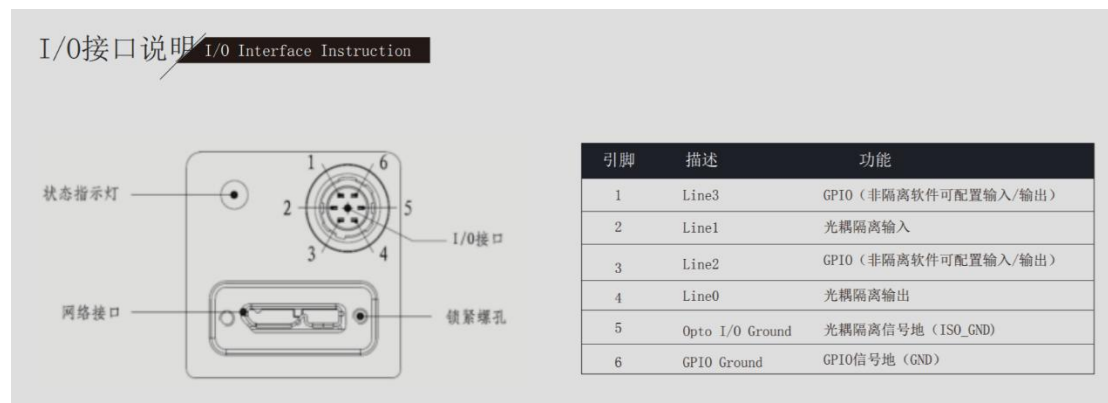 I/O接口说明 I/O Interface Instruction
状态指示灯
1 6
2 5
I/O接口
3 4
网络接口
锁紧螺孔
引脚 描述 功能
1 Line3 GPIO（非隔离软件可配置输入/输出）
2 Line1 光耦隔离输入
3 Line2 GPIO（非隔离软件可配置输入/输出）
4 Line0 光耦隔离输出
5 Opto I/O Ground 光耦隔离信号地（ISO_GND)
6 GPIO Ground GPIO信号地（GND）